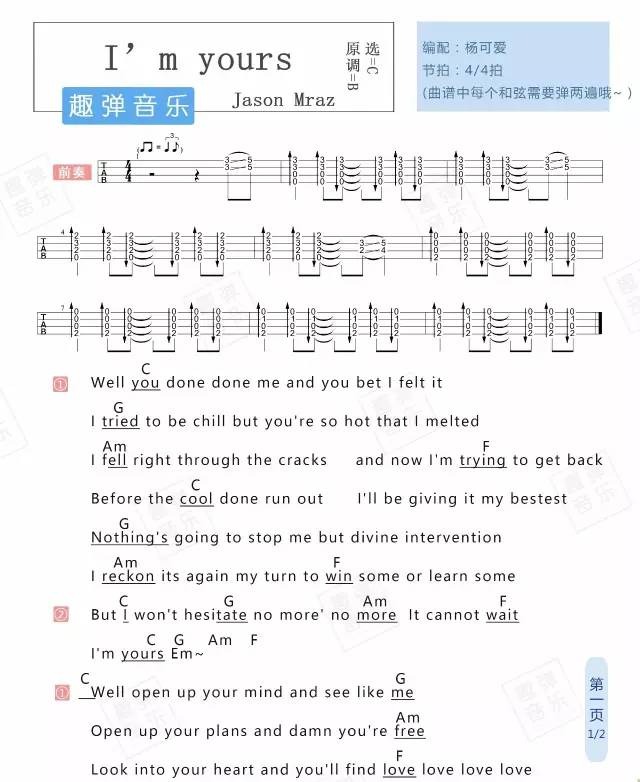 I'm yours
原调=B
选=C
趣弹音乐
Jason Mraz
编配：杨可爱
节拍：4/4拍
(曲谱中每个和弦需要弹两遍哦~)
前奏
C
① Well you done done me and you bet I felt it
G
I tried to be chill but you're so hot that I melted
Am F
I fell right through the cracks and now I'm trying to get back
C
Before the cool done run out I'll be giving it my bestest
G
Nothing's going to stop me but divine intervention
Am F
I reckon its again my turn to win some or learn some
C G Am F
② But I won't hesitate no more' no more It cannot wait
C G Am F
I'm yours Em~
C G
① Well open up your mind and see like me
Am
Open up your plans and damn you're free
F
Look into your heart and you'll find love love love love
第一页
1/2